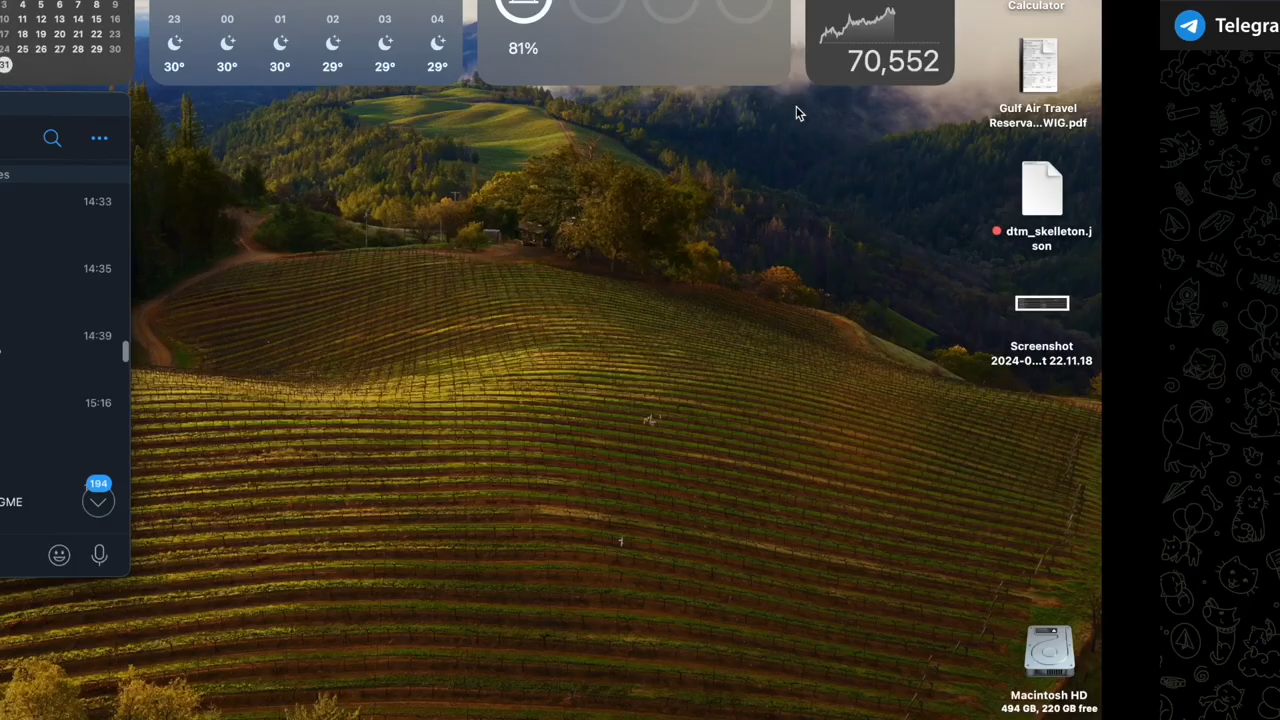 3 4 5 6 7 8 9
10 11 12 13 14 15 16
17 18 19 20 21 22 23
24 25 26 27 28 29 30
31
23 00 01 02 03 04
30° 30° 30° 29° 29° 29°
81%
70,552
Calculator
Gulf Air Travel
Reserva...WIG.pdf
dtm_skelleton.j
son
Screenshot
2024-0...t 22.11.18
Macintosh HD
494 GB, 220 GB free
es
14:33
14:35
14:39
15:16
194
GME
Telegra